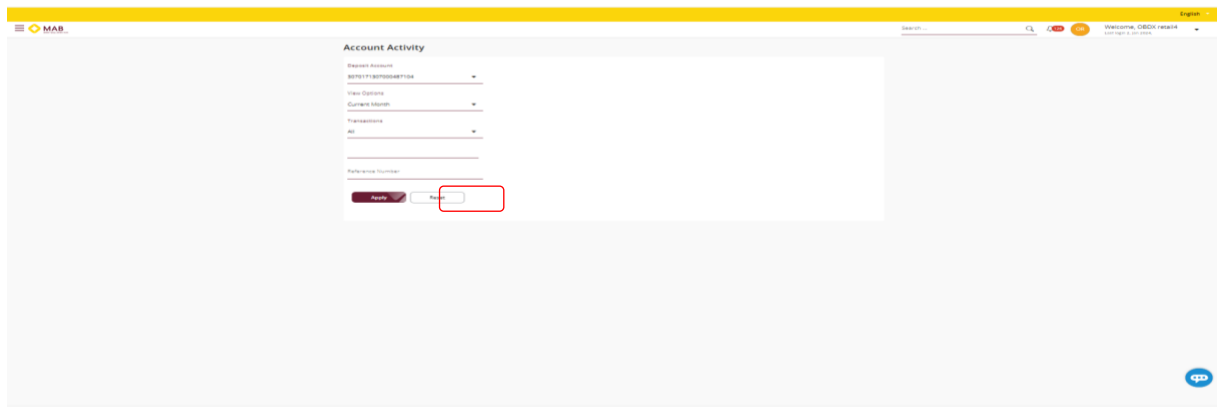 English
MAB
Search ...
Welcome, OBDX retail4
Account Activity
Deposit Account
View Options
Current Month
Transactions
All
Reference Number
Apply
Reset